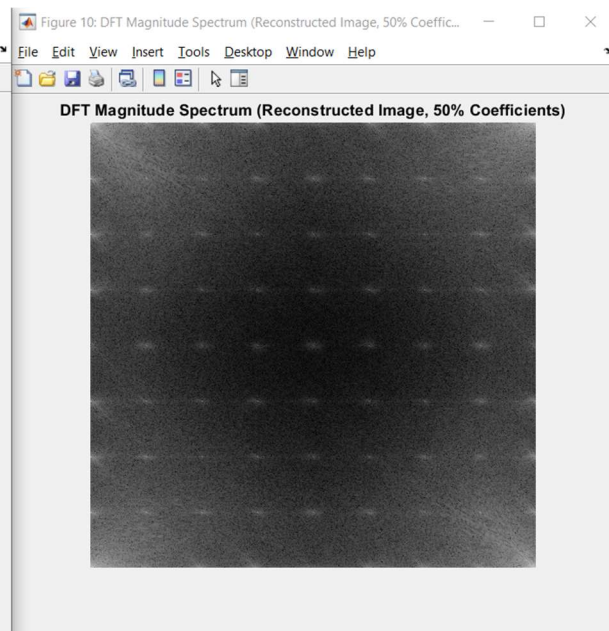 Figure 10: DFT Magnitude Spectrum (Reconstructed Image, 50% Coeffic...
File Edit View Insert Tools Desktop Window Help
DFT Magnitude Spectrum (Reconstructed Image, 50% Coefficients)